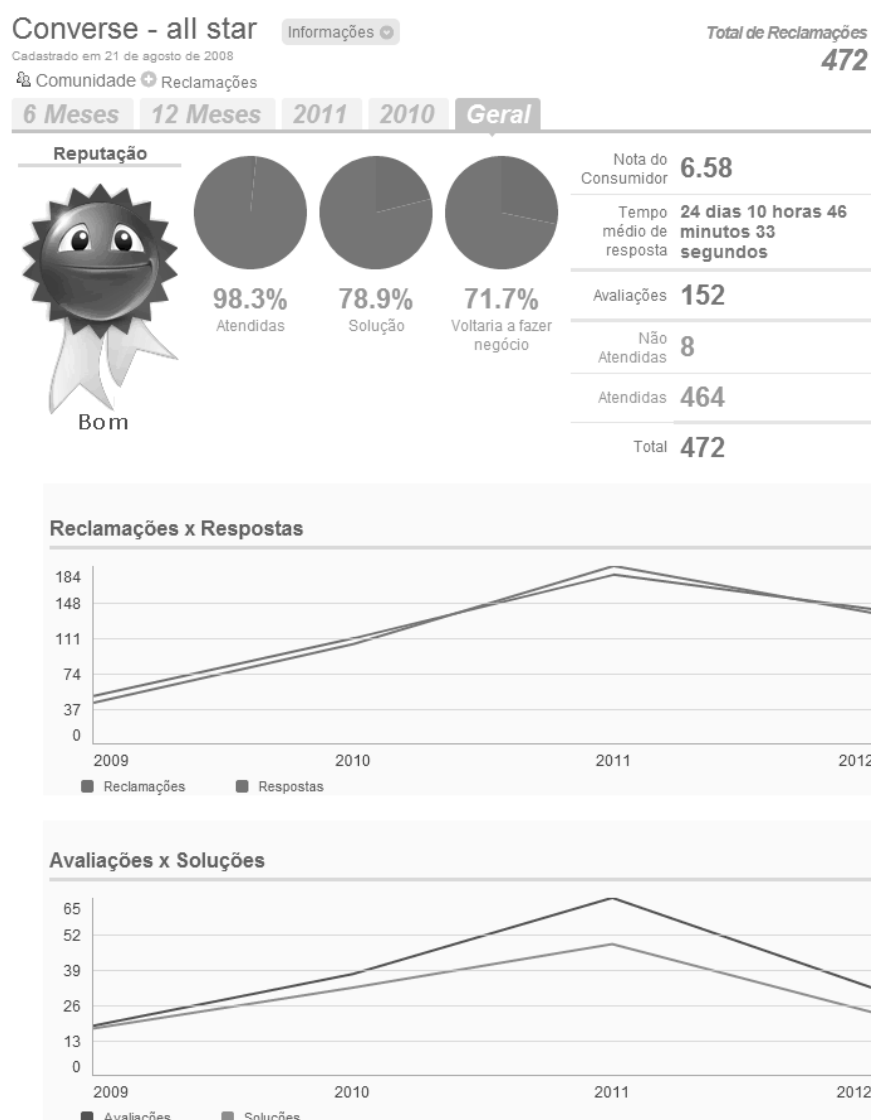 Converse - all star
Informações
Total de Reclamações
472
Cadastrado em 21 de agosto de 2008
Comunidade
Reclamações
6 Meses
12 Meses
2011
2010
Geral
Reputação
Bom
98.3%
Atendidas
78.9%
Solução
71.7%
Voltaria a fazer
negócio
Nota do
Consumidor
6.58
Tempo
médio de
resposta
24 dias 10 horas 46
minutos 33
segundos
Avaliações
152
Não
Atendidas
8
Atendidas
464
Total
472
Reclamações x Respostas
184
148
111
74
37
0
2009
2010
2011
2012
Reclamações
Respostas
Avaliações x Soluções
65
52
39
26
13
0
2009
2010
2011
2012
Avaliações
Soluções